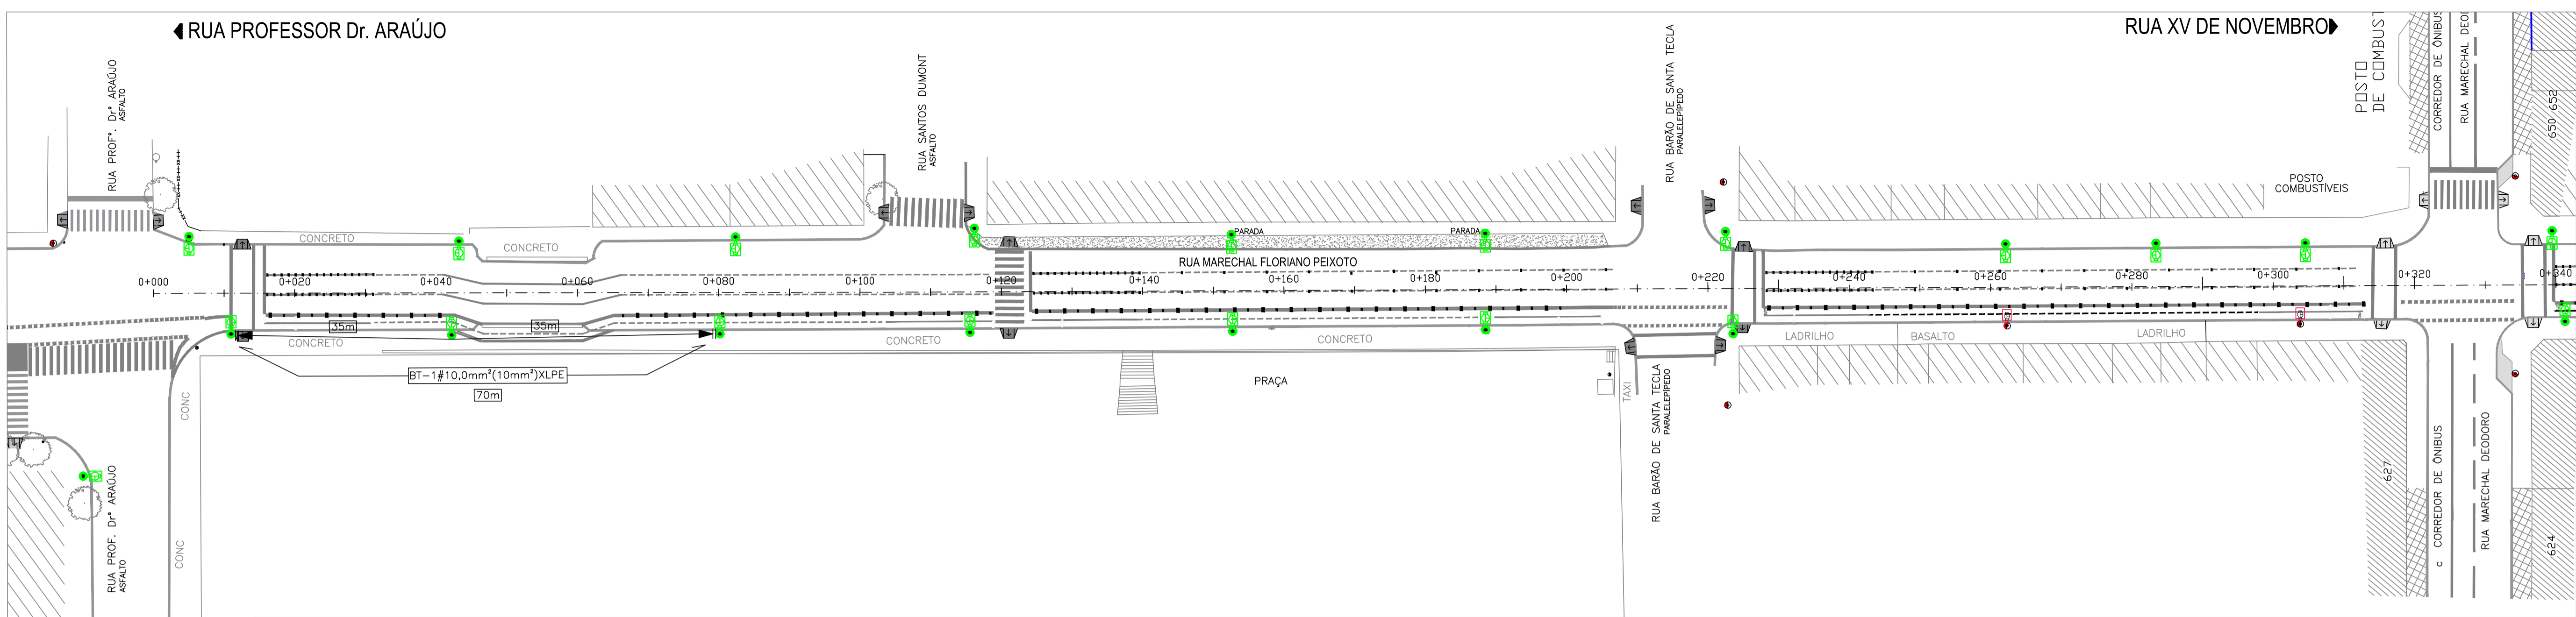 RUA PROFESSOR Dr. ARAÚJO
RUA XV DE NOVEMBRO
RUA PROFº. Drº ARAÚJO
ASFALTO
RUA SANTOS DUMONT
ASFALTO
RUA BARÃO DE SANTA TECLA
PARALELEPÍPEDO
POSTO
DE COMBUST
CORREDOR DE ÔNIBUS
RUA MARECHAL DEO
650
652
POSTO
COMBUSTÍVEIS
CONCRETO
CONCRETO
PARADA
PARADA
RUA MARECHAL FLORIANO PEIXOTO
0+000
0+020
0+040
0+060
0+080
0+100
0+120
0+140
0+160
0+180
0+200
0+220
0+240
0+260
0+280
0+300
0+320
0+340
35m
35m
CONCRETO
CONCRETO
CONCRETO
LADRILHO
BASALTO
LADRILHO
BT-1#10,0mm²(10mm²)XLPE
70m
PRAÇA
TAXI
CONC
CONC
RUA BARÃO DE SANTA TECLA
PARALELEPÍPEDO
RUA PROF. Drº ARAÚJO
ASFALTO
627
c CORREDOR DE ÔNIBUS
RUA MARECHAL DEODORO
624